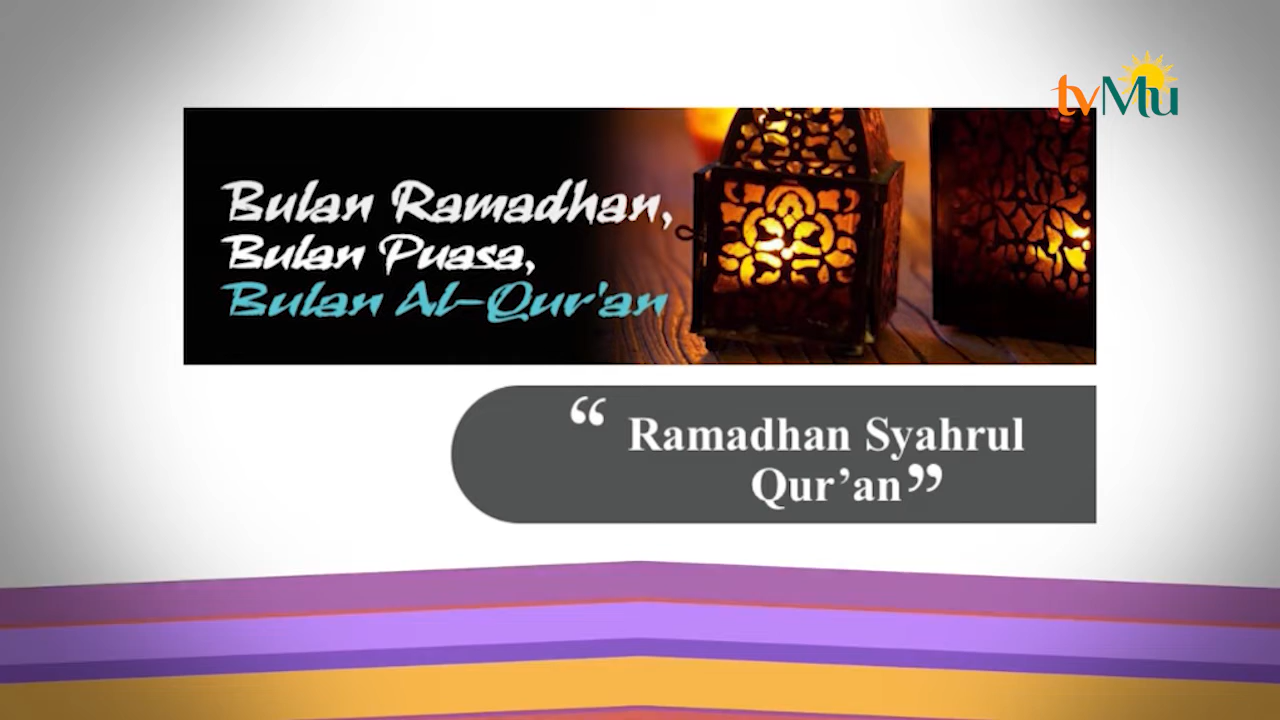 tvMu
Bulan Ramadhan,
Bulan Puasa,
Bulan Al-Qur'an
“ Ramadhan Syahrul
Qur’an ”